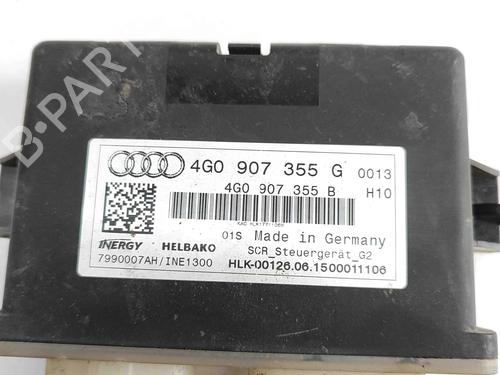 B-PARTS
4G0 907 355 G 0013
4G0 907 355 B H10
01S Made in Germany
INERGY HELBAKO SCR_Steuergerät_G2
7990007AH/INE1300 HLK-00126.06.1500011106